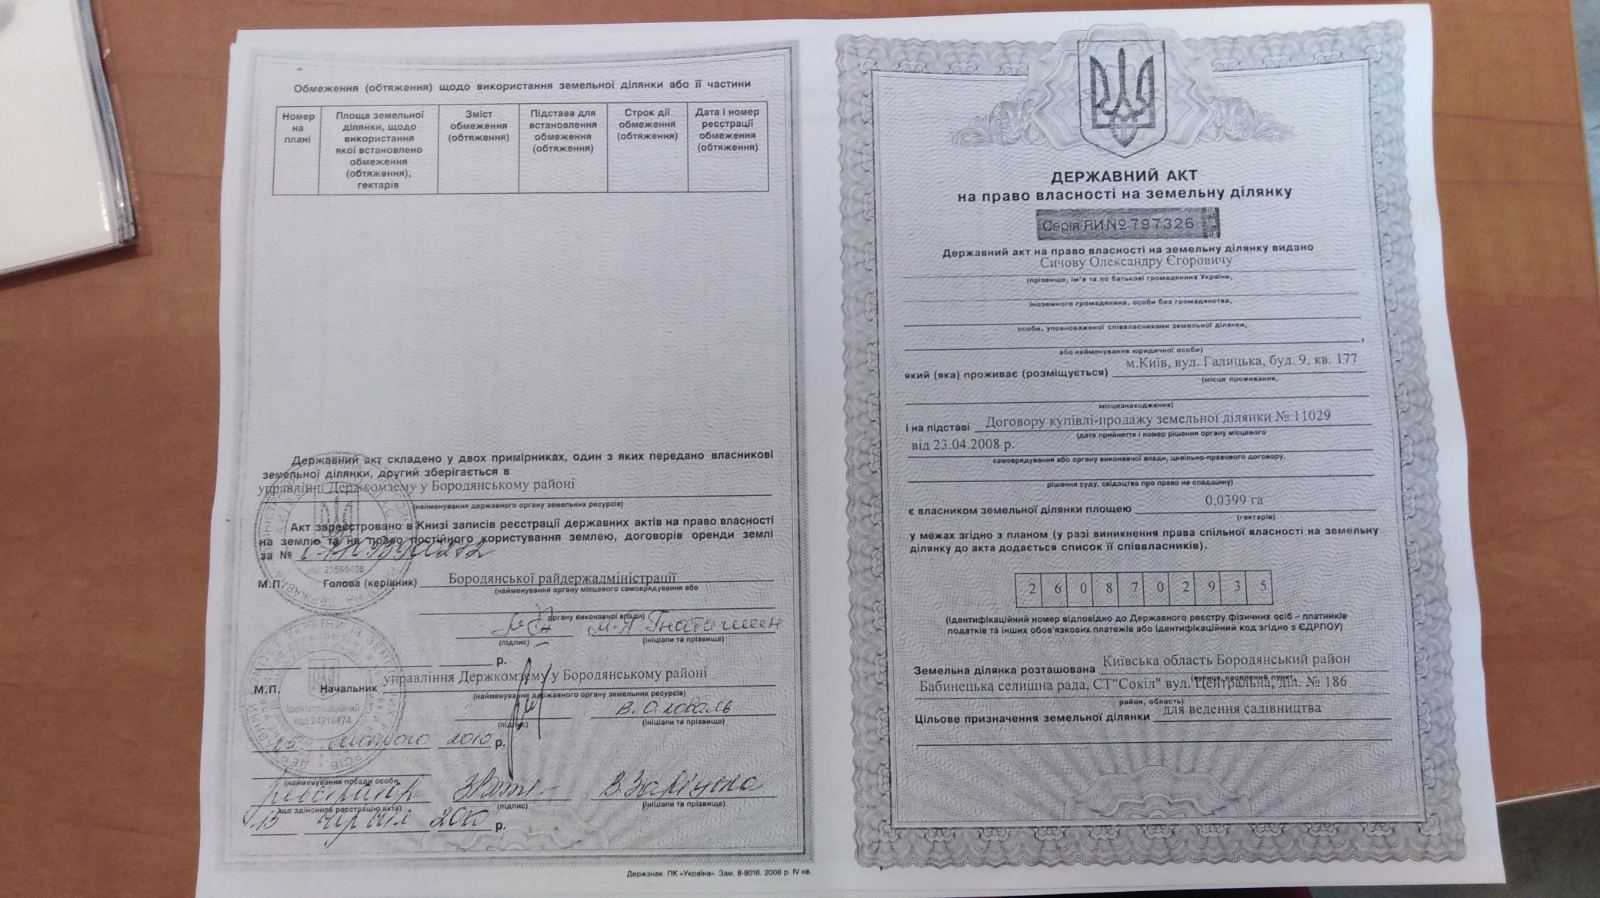 Обмеження (обтяження) щодо використання земельної ділянки або її частини
Номер на плані
Площа земельної ділянки, щодо використання якої встановлено обмеження (обтяження), гектарів
Зміст обмеження (обтяження)
Підстава для встановлення обмеження (обтяження)
Строк дії обмеження (обтяження)
Дата і номер реєстрації обмеження (обтяження)
Державний акт складено у двох примірниках, один з яких передано власникові
земельної ділянки, другий зберігається в
управлінні Держкомзему у Бородянському районі
(найменування державного органу земельних ресурсів)
Акт зареєстровано в Книзі записів реєстрації державних актів на право власності
на землю та на право постійного користування землею, договорів оренди землі
за №
М.П. Голова (керівник) Бородянської райдержадміністрації
(найменування органу місцевого самоврядування або
органу виконавчої влади)
(підпис) (ініціали та прізвище)
р.
управління Держкомзему у Бородянському районі
М.П. Начальник
(найменування державного органу земельних ресурсів)
(підпис) (ініціали та прізвище)
лютого 2010 р.
(найменування посади особи,
що здійснила реєстрацію акта) (підпис) (ініціали та прізвище)
2010 р.
Держзнак. ПК «Україна». Зам. 8-8016. 2008 р. IV кв.
ДЕРЖАВНИЙ АКТ
на право власності на земельну ділянку
Серія ЯИ № 797326
Державний акт на право власності на земельну ділянку видано
Сичову Олександру Єгоровичу
(прізвище, ім'я та по батькові громадянина України,
іноземного громадянина, особи без громадянства,
особи, уповноваженої співвласниками земельної ділянки,
або найменування юридичної особи)
який (яка) проживає (розміщується) м.Київ, вул. Галицька, буд. 9, кв. 177
(місце проживання,
місцезнаходження)
і на підставі Договору купівлі-продажу земельної ділянки № 11029
(дата прийняття і номер рішення органу місцевого
від 23.04.2008 р.
самоврядування або органу виконавчої влади, цивільно-правового договору,
рішення суду, свідоцтва про право на спадщину)
є власником земельної ділянки площею 0,0399 га
(гектарів)
у межах згідно з планом (у разі виникнення права спільної власності на земельну
ділянку до акта додається список її співвласників).
2 6 0 8 7 0 2 9 3 5
(Ідентифікаційний номер відповідно до Державного реєстру фізичних осіб – платників
податків та інших обов'язкових платежів або ідентифікаційний код згідно з ЄДРПОУ)
Земельна ділянка розташована Київська область Бородянський район
Бабинецька селищна рада, СТ"Сокіл" вул. Центральна, діл. № 186
район, область)
Цільове призначення земельної ділянки для ведення садівництва